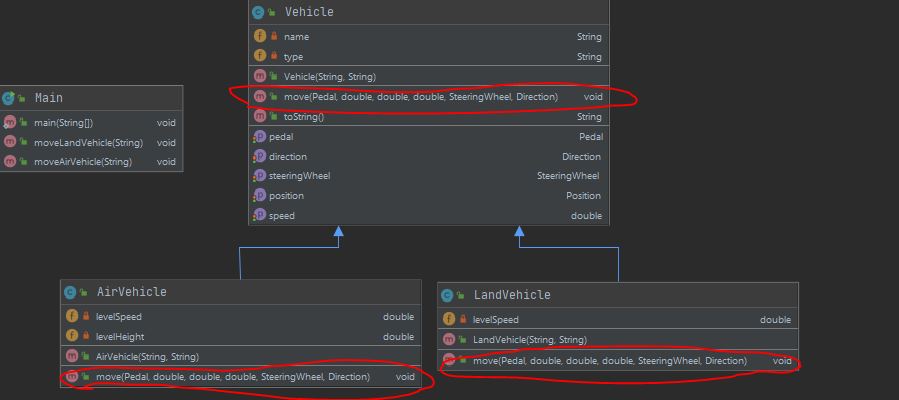 Vehicle
name String
type String
Vehicle(String, String)
move(Pedal, double, double, double, SteeringWheel, Direction) void
toString() String
pedal Pedal
direction Direction
steeringWheel SteeringWheel
position Position
speed double
Main
main(String[]) void
moveLandVehicle(String) void
moveAirVehicle(String) void
AirVehicle
levelSpeed double
levelHeight double
AirVehicle(String, String)
move(Pedal, double, double, double, SteeringWheel, Direction) void
LandVehicle
levelSpeed double
LandVehicle(String, String)
move(Pedal, double, double, double, SteeringWheel, Direction) void